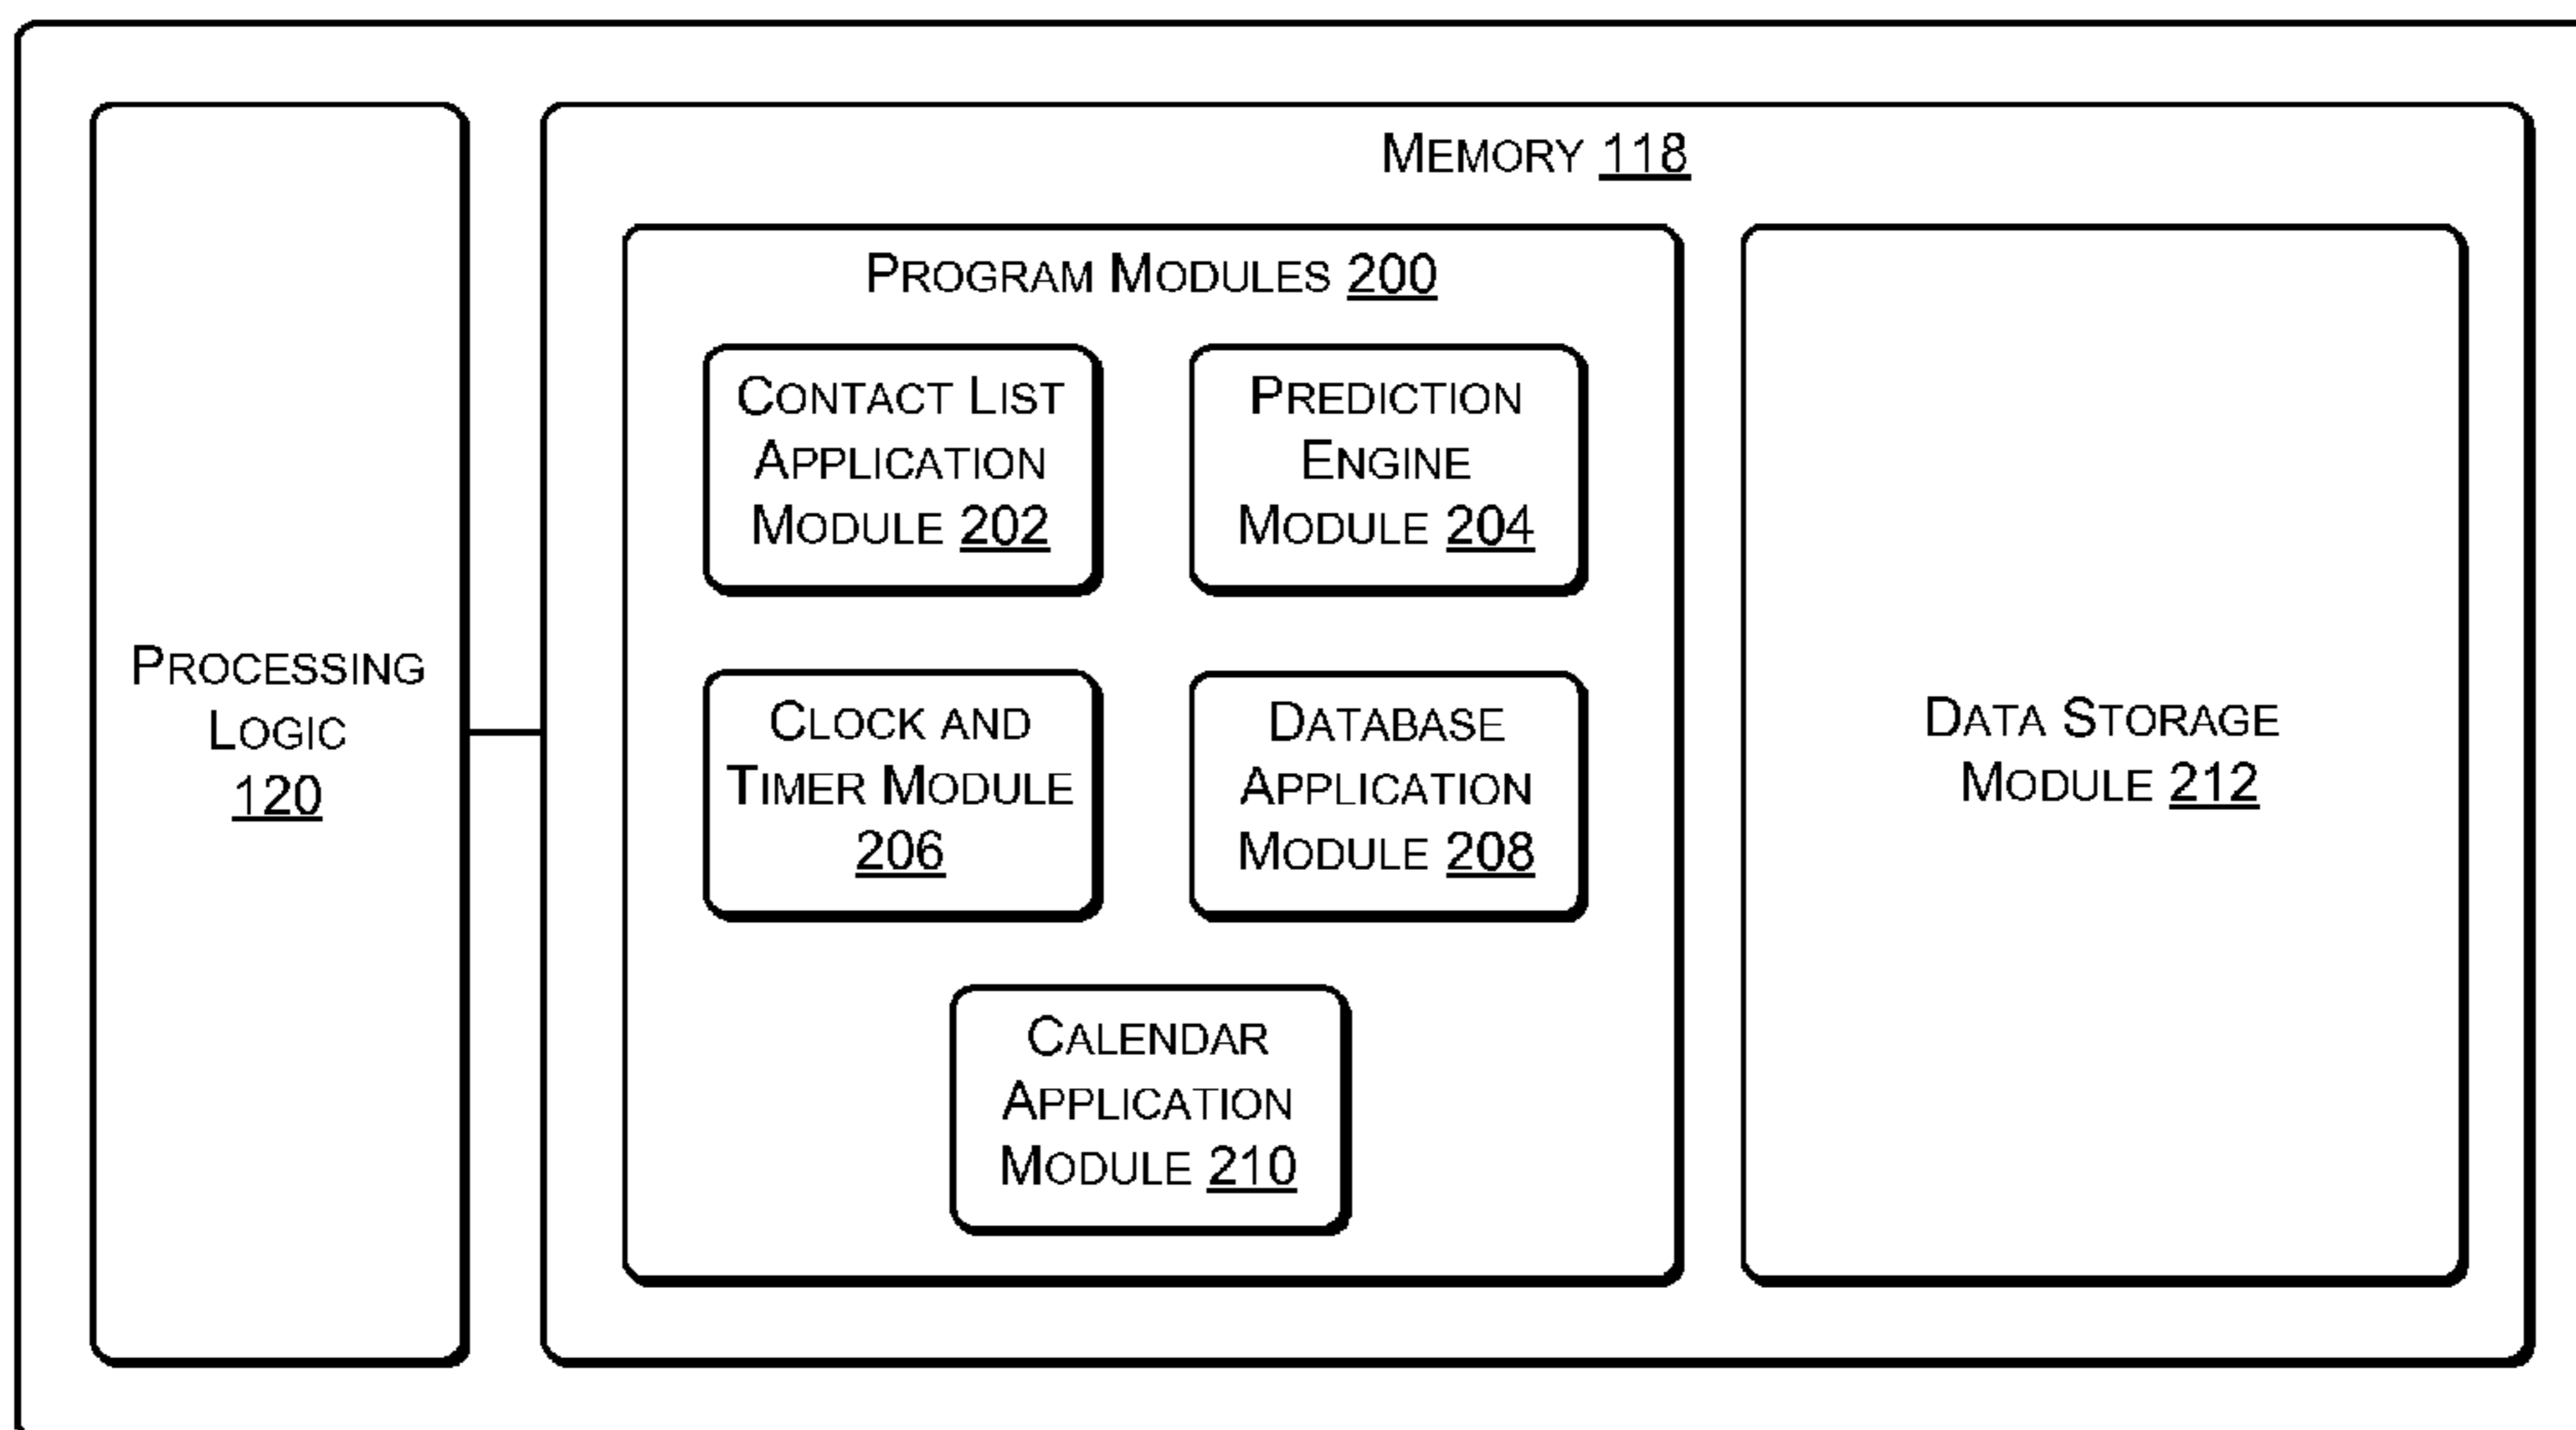 MEMORY 118
PROGRAM MODULES 200
CONTACT LIST
APPLICATION
MODULE 202
PREDICTION
ENGINE
MODULE 204
PROCESSING
LOGIC
120
CLOCK AND
TIMER MODULE
206
DATABASE
APPLICATION
MODULE 208
DATA STORAGE
MODULE 212
CALENDAR
APPLICATION
MODULE 210